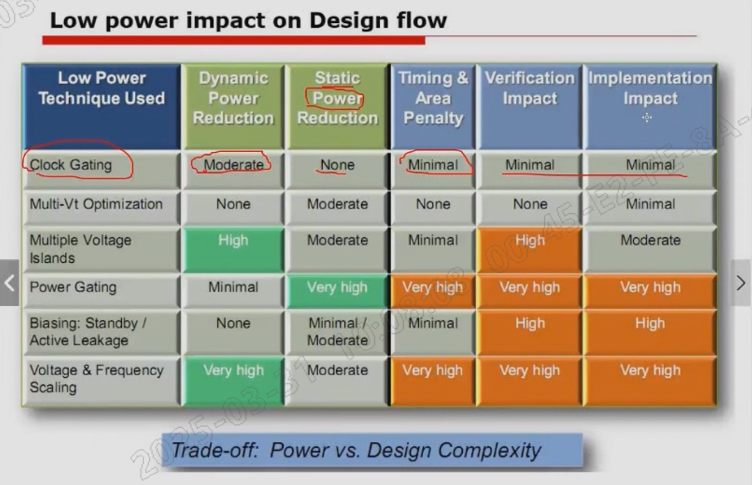 Low power impact on Design flow
Low Power Technique Used
Dynamic Power Reduction
Static Power Reduction
Timing & Area Penalty
Verification Impact
Implementation Impact
Clock Gating Moderate None Minimal Minimal Minimal
Multi-Vt Optimization None Moderate None None Minimal
Multiple Voltage Islands High Moderate Minimal High Moderate
Power Gating Minimal Very high Very high Very high Very high
Biasing: Standby / Active Leakage None Minimal / Moderate Minimal High High
Voltage & Frequency Scaling Very high Moderate Very high Very high Very high
Trade-off: Power vs. Design Complexity